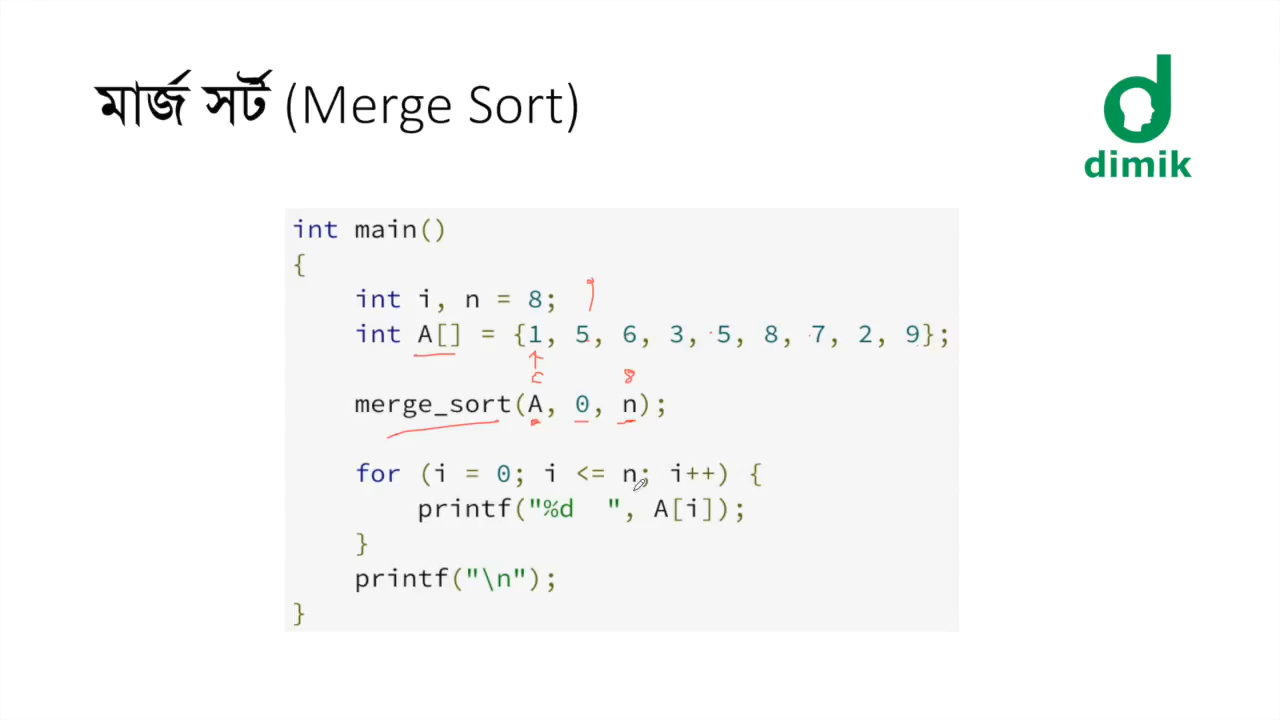 মার্জ সর্ট (Merge Sort)
dimik
int main()
{
    int i, n = 8;
    int A[] = {1, 5, 6, 3, 5, 8, 7, 2, 9};
8
    merge_sort(A, 0, n);
    for (i = 0; i <= n; i++) {
        printf("%d  ", A[i]);
    }
    printf("\n");
}